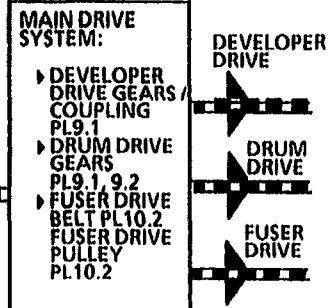 MAIN DRIVE
SYSTEM:
DEVELOPER
DRIVE GEARS /
COUPLING
PL9.1
DRUM DRIVE
GEARS
PL9.1, 9.2
FUSER DRIVE
BELT PL10.2
FUSER DRIVE
PULLEY
PL10.2
DEVELOPER
DRIVE
DRUM
DRIVE
FUSER
DRIVE